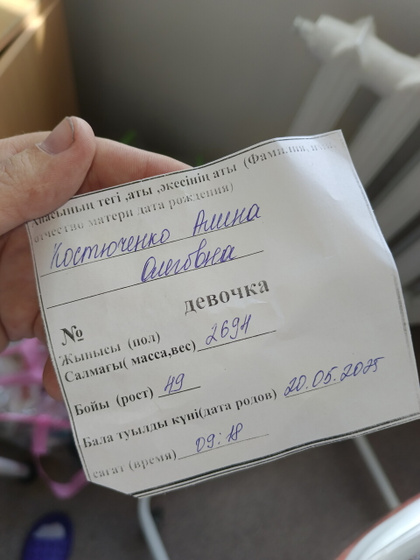 Анасының тегі ,аты ,әкесінің аты (Фамилия,
отчество матери дата рождения)
Костюченко Алина
Олеговна
девочка
№
Жынысы (пол)
Салмағы( масса,вес) 2694
Бойы (рост) 49
Бала туылды күні(дата родов) 20.05.2025
сағат (время) 09:18